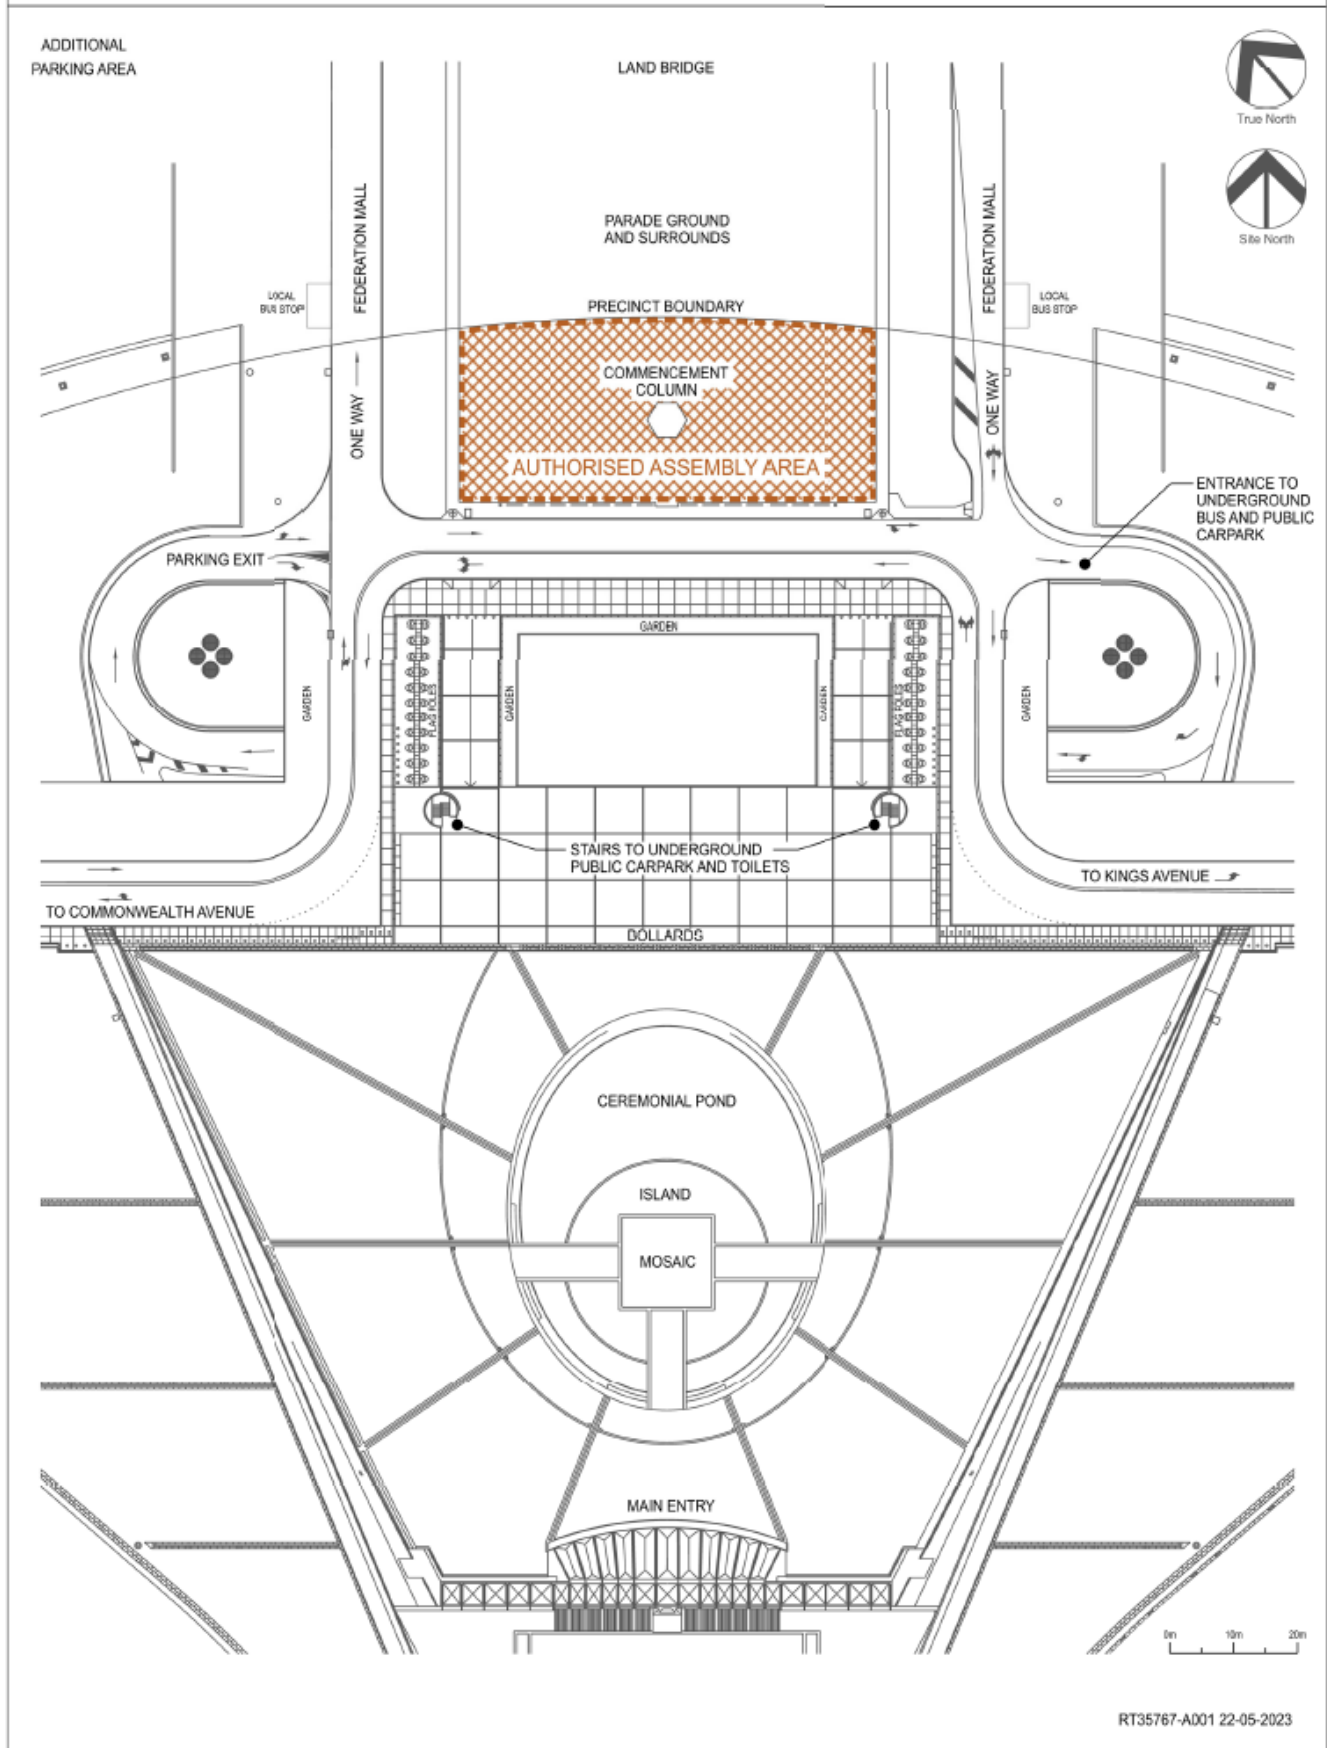 ADDITIONAL
PARKING AREA
LAND BRIDGE
True North
Site North
FEDERATION MALL
PARADE GROUND
AND SURROUNDS
FEDERATION MALL
LOCAL
BUS STOP
PRECINCT BOUNDARY
LOCAL
BUS STOP
COMMENCEMENT
COLUMN
ONE WAY
ONE WAY
AUTHORISED ASSEMBLY AREA
ENTRANCE TO
UNDERGROUND
BUS AND PUBLIC
CARPARK
PARKING EXIT
GARDEN
GARDEN
FLAG POLES
GARDEN
GARDEN
FLAG POLES
GARDEN
STAIRS TO UNDERGROUND
PUBLIC CARPARK AND TOILETS
TO KINGS AVENUE
TO COMMONWEALTH AVENUE
BOLLARDS
CEREMONIAL POND
ISLAND
MOSAIC
MAIN ENTRY
0m 10m 20m
RT35767-A001 22-05-2023